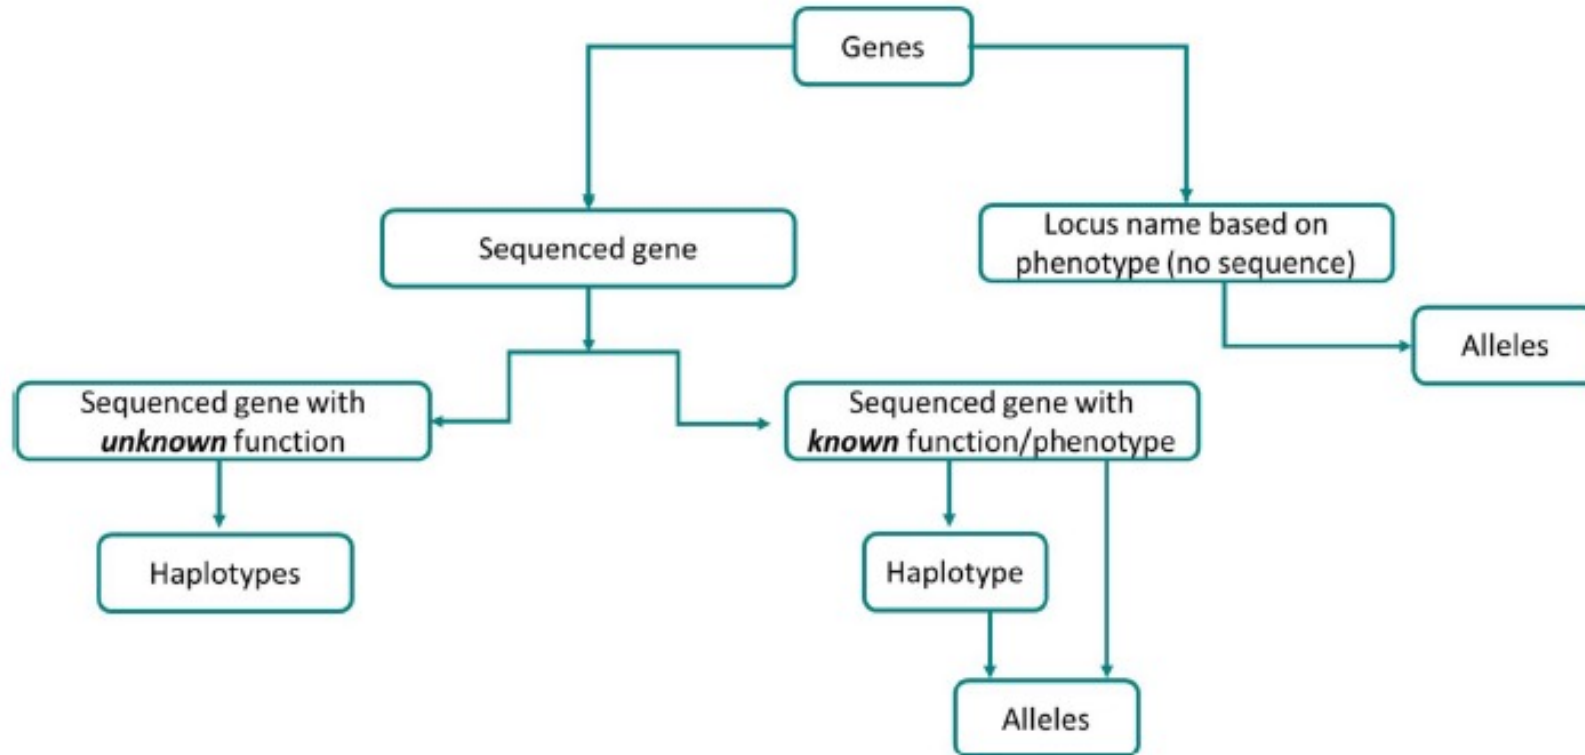 Genes
Sequenced gene
Locus name based on
phenotype (no sequence)
Alleles
Sequenced gene with
unknown function
Sequenced gene with
known function/phenotype
Haplotypes
Haplotype
Alleles